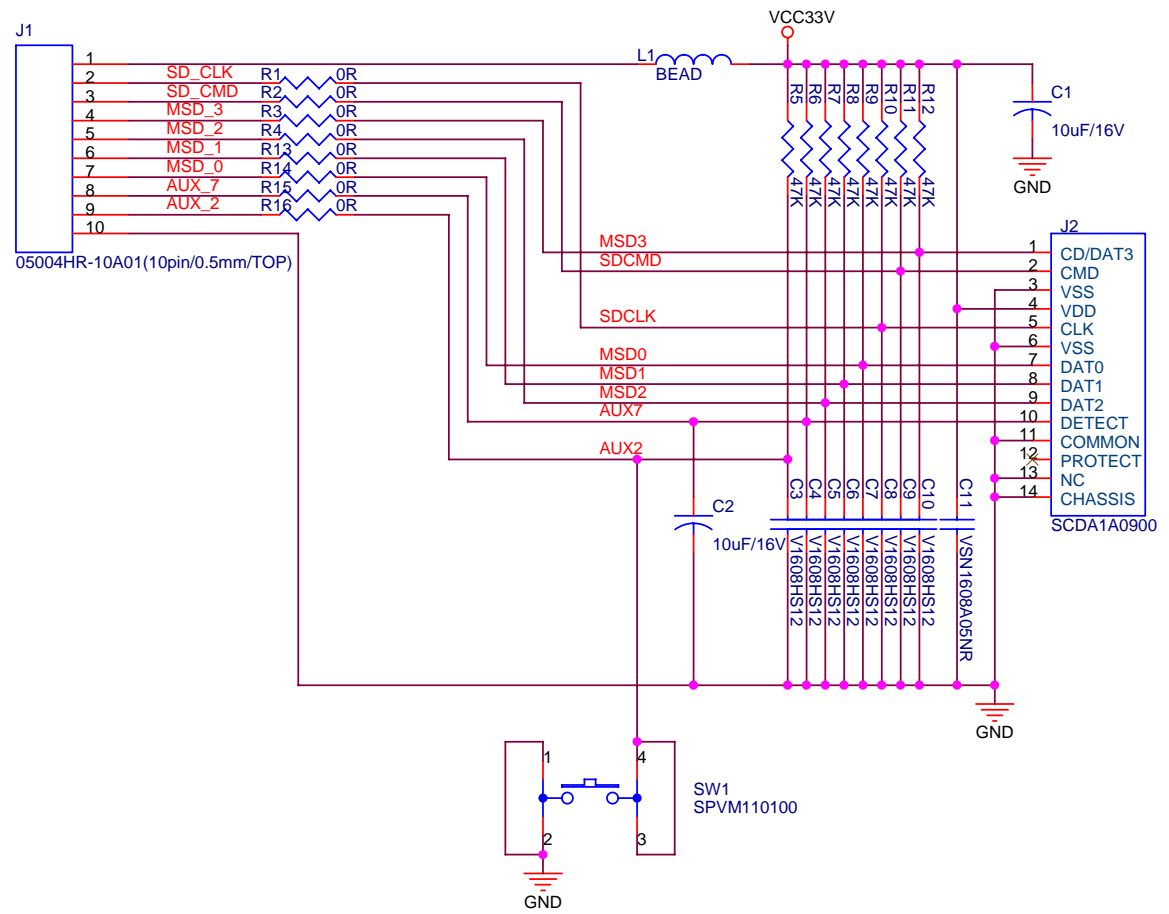 J1
1
2
3
4
5
6
7
8
9
10
SD_CLK
SD_CMD
MSD_3
MSD_2
MSD_1
MSD_0
AUX_7
AUX_2
R1 0R
R2 0R
R3 0R
R4 0R
R13 0R
R14 0R
R15 0R
R16 0R
05004HR-10A01(10pin/0.5mm/TOP)
L1
BEAD
VCC33V
R5
R6
R7
R8
R9
R10
R11
R12
47K
47K
47K
47K
47K
47K
47K
47K
C1
10uF/16V
GND
MSD3
SDCMD
SDCLK
MSD0
MSD1
MSD2
AUX7
AUX2
J2
1 CD/DAT3
2 CMD
3 VSS
4 VDD
5 CLK
6 VSS
7 DAT0
8 DAT1
9 DAT2
10 DETECT
11 COMMON
12 PROTECT
13 NC
14 CHASSIS
SCDA1A0900
C2
10uF/16V
C3
C4
C5
C6
C7
C8
C9
C10
C11
V1608HS12
V1608HS12
V1608HS12
V1608HS12
V1608HS12
V1608HS12
V1608HS12
V1608HS12
VSN1608A05NR
GND
1
4
2
3
SW1
SPVM110100
GND